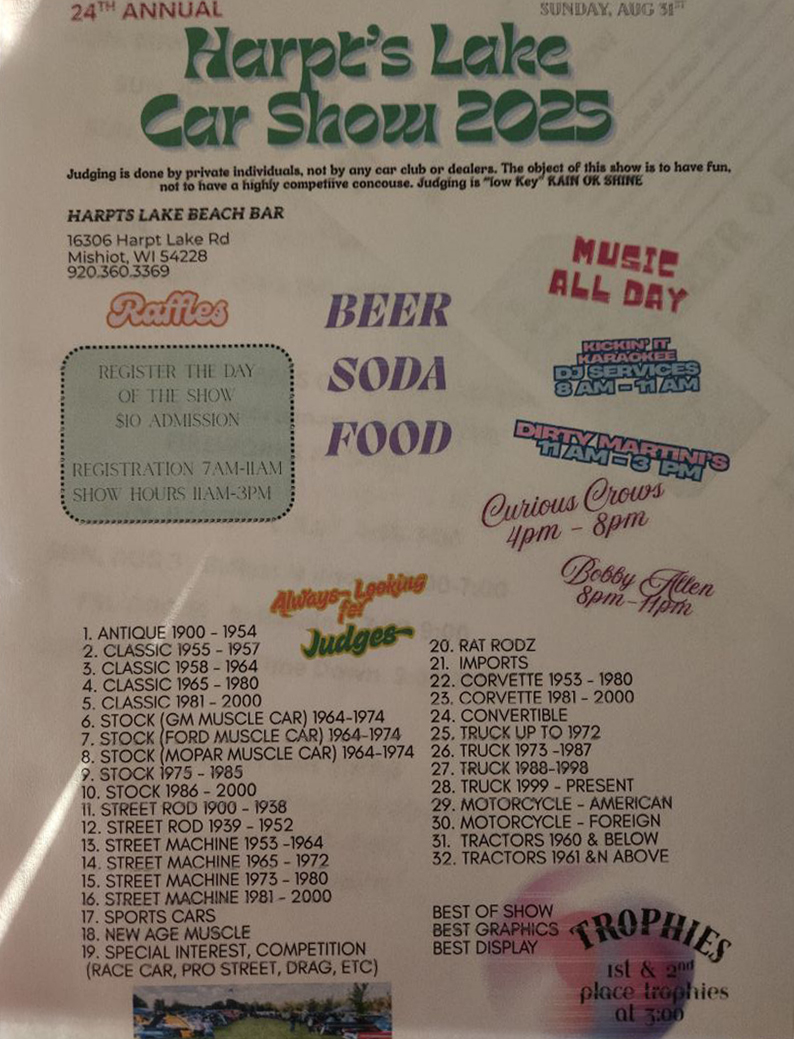 24TH ANNUAL
SUNDAY, AUG 31ST
Harpt's Lake
Car Show 2025
Judging is done by private individuals, not by any car club or dealers. The object of this show is to have fun,
not to have a highly competiive concouse. Judging is "low Key" RAIN OR SHINE
HARPTS LAKE BEACH BAR
16306 Harpt Lake Rd
Mishiot, WI 54228
920.360.3369
Raffles
REGISTER THE DAY
OF THE SHOW
$10 ADMISSION
REGISTRATION 7AM-11AM
SHOW HOURS 11AM-3PM
BEER
SODA
FOOD
MUSIC
ALL DAY
KICKIN' IT
KARAOKEE
DJ SERVICES
8 AM - 11 AM
DIRTY MARTINI'S
11 AM - 3 PM
Curious Crows
4pm - 8pm
Bobby Allen
8pm-11pm
Always Looking
for
Judges
1. ANTIQUE 1900 - 1954
2. CLASSIC 1955 - 1957
3. CLASSIC 1958 - 1964
4. CLASSIC 1965 - 1980
5. CLASSIC 1981 - 2000
6. STOCK (GM MUSCLE CAR) 1964-1974
7. STOCK (FORD MUSCLE CAR) 1964-1974
8. STOCK (MOPAR MUSCLE CAR) 1964-1974
9. STOCK 1975 - 1985
10. STOCK 1986 - 2000
11. STREET ROD 1900 - 1938
12. STREET ROD 1939 - 1952
13. STREET MACHINE 1953 -1964
14. STREET MACHINE 1965 - 1972
15. STREET MACHINE 1973 - 1980
16. STREET MACHINE 1981 - 2000
17. SPORTS CARS
18. NEW AGE MUSCLE
19. SPECIAL INTEREST, COMPETITION
(RACE CAR, PRO STREET, DRAG, ETC)
20. RAT RODZ
21. IMPORTS
22. CORVETTE 1953 - 1980
23. CORVETTE 1981 - 2000
24. CONVERTIBLE
25. TRUCK UP TO 1972
26. TRUCK 1973 -1987
27. TRUCK 1988-1998
28. TRUCK 1999 - PRESENT
29. MOTORCYCLE - AMERICAN
30. MOTORCYCLE - FOREIGN
31. TRACTORS 1960 & BELOW
32. TRACTORS 1961 &N ABOVE
BEST OF SHOW
BEST GRAPHICS
BEST DISPLAY
TROPHIES
1st & 2nd
place trophies
at 3:00